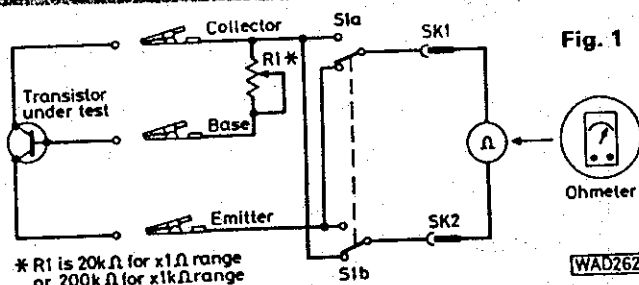 Collector
S1a
SK1
Fig. 1
R1 *
Transistor
under test
Base
Ω
Ohmeter
Emitter
SK2
S1b
* R1 is 20kΩ for x1Ω range
or 200kΩ for x1kΩ range
WAD262